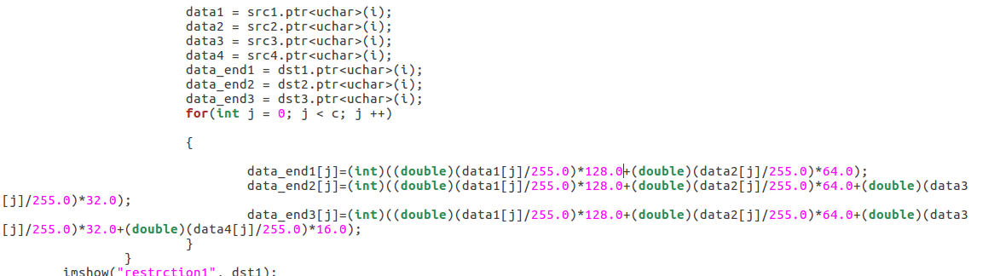 data1 = src1.ptr<uchar>(i);
data2 = src2.ptr<uchar>(i);
data3 = src3.ptr<uchar>(i);
data4 = src4.ptr<uchar>(i);
data_end1 = dst1.ptr<uchar>(i);
data_end2 = dst2.ptr<uchar>(i);
data_end3 = dst3.ptr<uchar>(i);
for(int j = 0; j < c; j ++)
{
data_end1[j]=(int)((double)(data1[j]/255.0)*128.0+(double)(data2[j]/255.0)*64.0);
data_end2[j]=(int)((double)(data1[j]/255.0)*128.0+(double)(data2[j]/255.0)*64.0+(double)(data3
[j]/255.0)*32.0);
data_end3[j]=(int)((double)(data1[j]/255.0)*128.0+(double)(data2[j]/255.0)*64.0+(double)(data3
[j]/255.0)*32.0+(double)(data4[j]/255.0)*16.0);
}
}
imshow("restrction1", dst1);